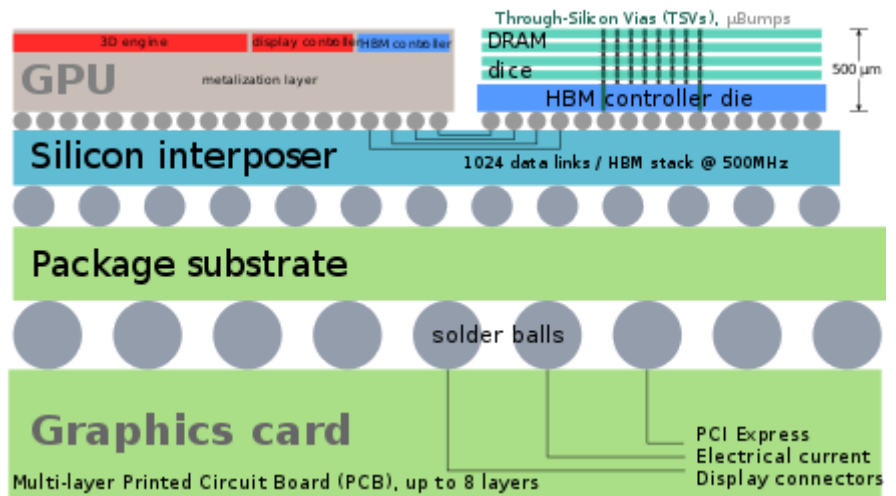 Through-Silicon Vias (TSVs), µBumps
3D engine
display controller
HBM controller
GPU
metalization layer
DRAM
dice
500 µm
HBM controller die
Silicon interposer
1024 data links / HBM stack @ 500MHz
Package substrate
solder balls
Graphics card
PCI Express
Electrical current
Display connectors
Multi-layer Printed Circuit Board (PCB), up to 8 layers